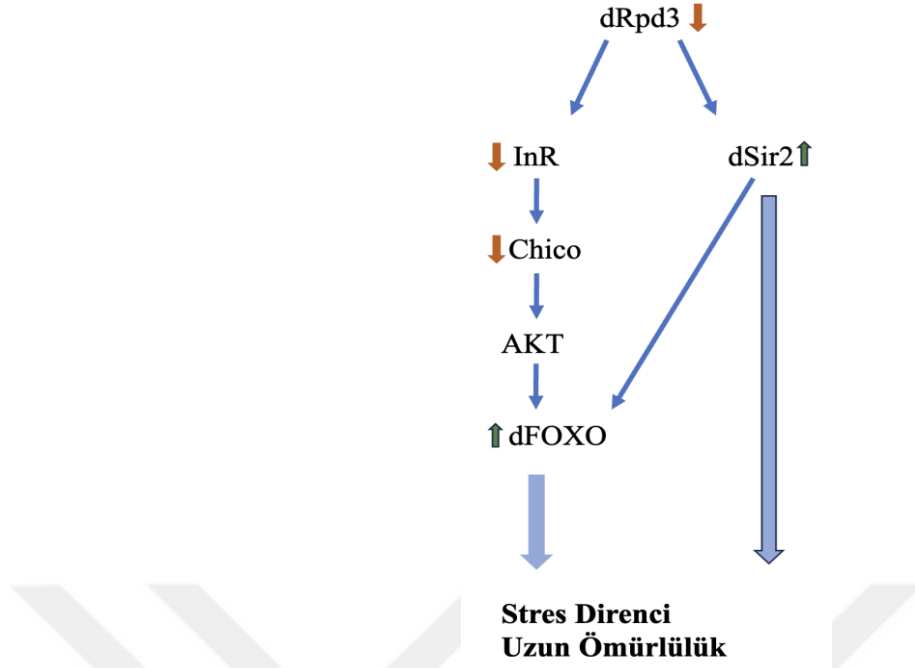 dRpd3
InR
dSir2
Chico
AKT
dFOXO
Stres Direnci
Uzun Ömürlülük